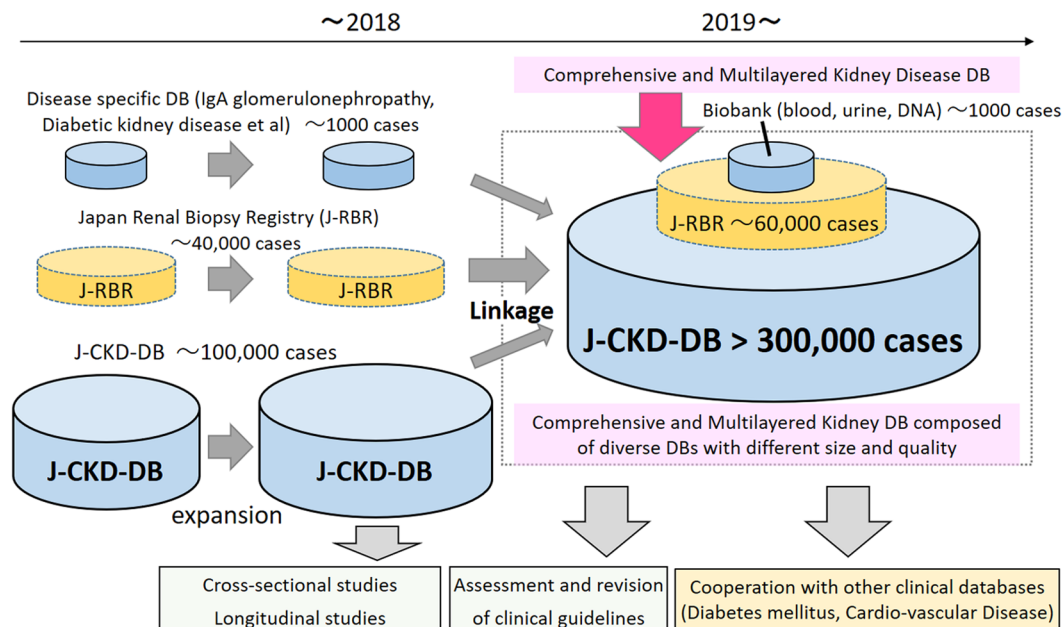 ～2018
2019～
Comprehensive and Multilayered Kidney Disease DB
Disease specific DB (IgA glomerulonephropathy,
Diabetic kidney disease et al) ～1000 cases
Biobank (blood, urine, DNA) ～1000 cases
Japan Renal Biopsy Registry (J-RBR)
～40,000 cases
J-RBR
J-RBR
J-RBR ～60,000 cases
Linkage
J-CKD-DB > 300,000 cases
J-CKD-DB ～100,000 cases
J-CKD-DB
J-CKD-DB
expansion
Comprehensive and Multilayered Kidney DB composed
of diverse DBs with different size and quality
Cross-sectional studies
Longitudinal studies
Assessment and revision
of clinical guidelines
Cooperation with other clinical databases
(Diabetes mellitus, Cardio-vascular Disease)